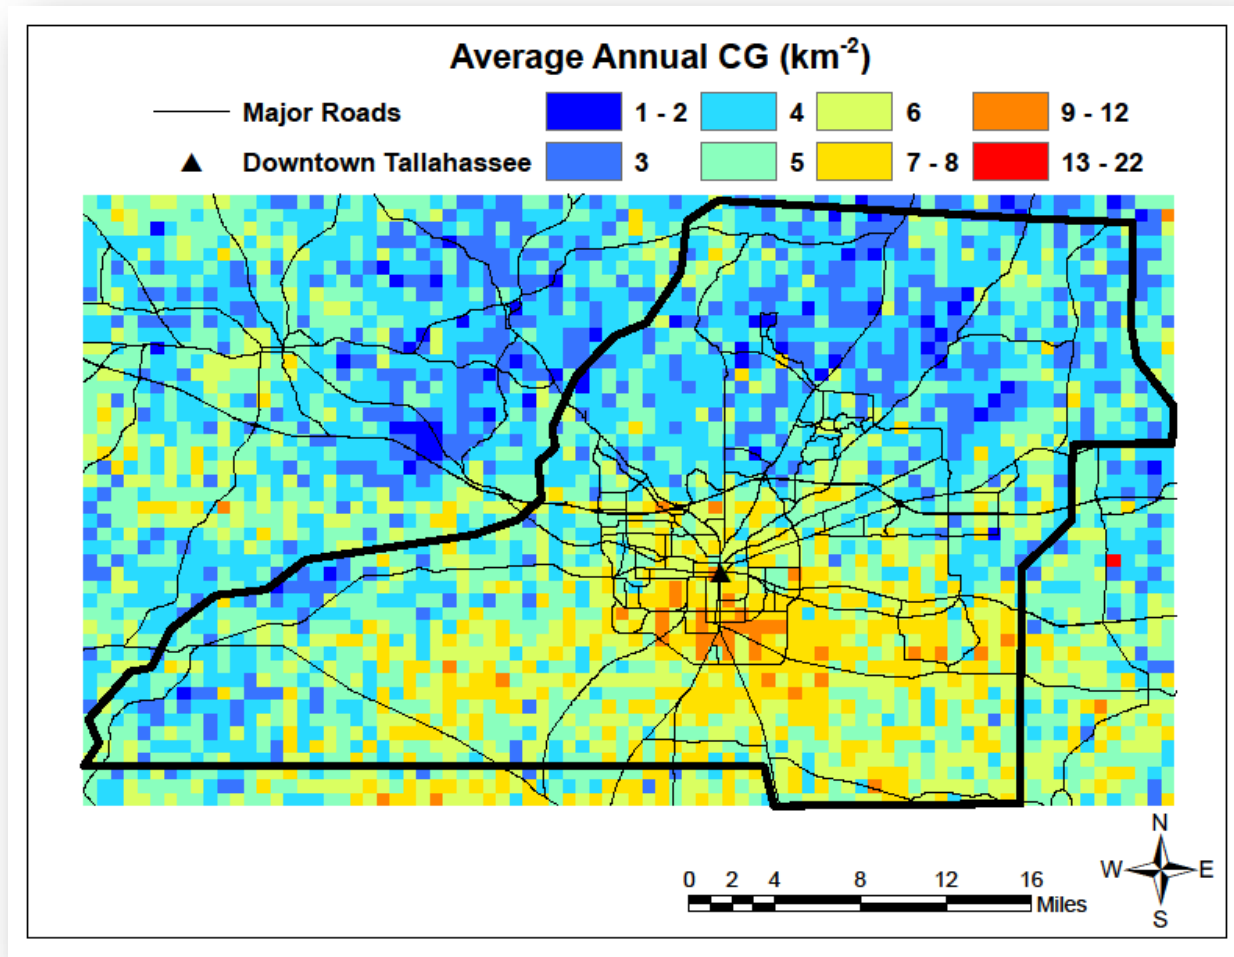 Average Annual CG (km-2)
Major Roads
1 - 2
4
6
9 - 12
Downtown Tallahassee
3
5
7 - 8
13 - 22
N
W
E
S
0 2 4 8 12 16
Miles